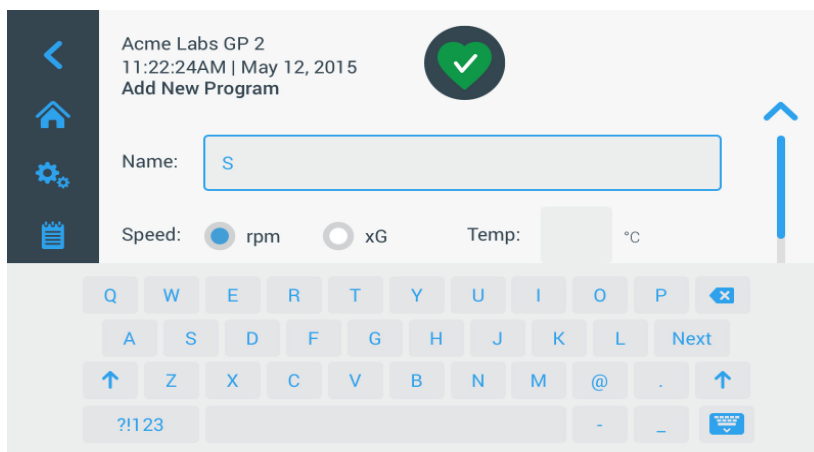 Acme Labs GP 2
11:22:24AM | May 12, 2015
Add New Program
Name: S
Speed: rpm xG Temp: °C
Q W E R T Y U I O P
A S D F G H J K L Next
Z X C V B N M @ .
?!123 - _